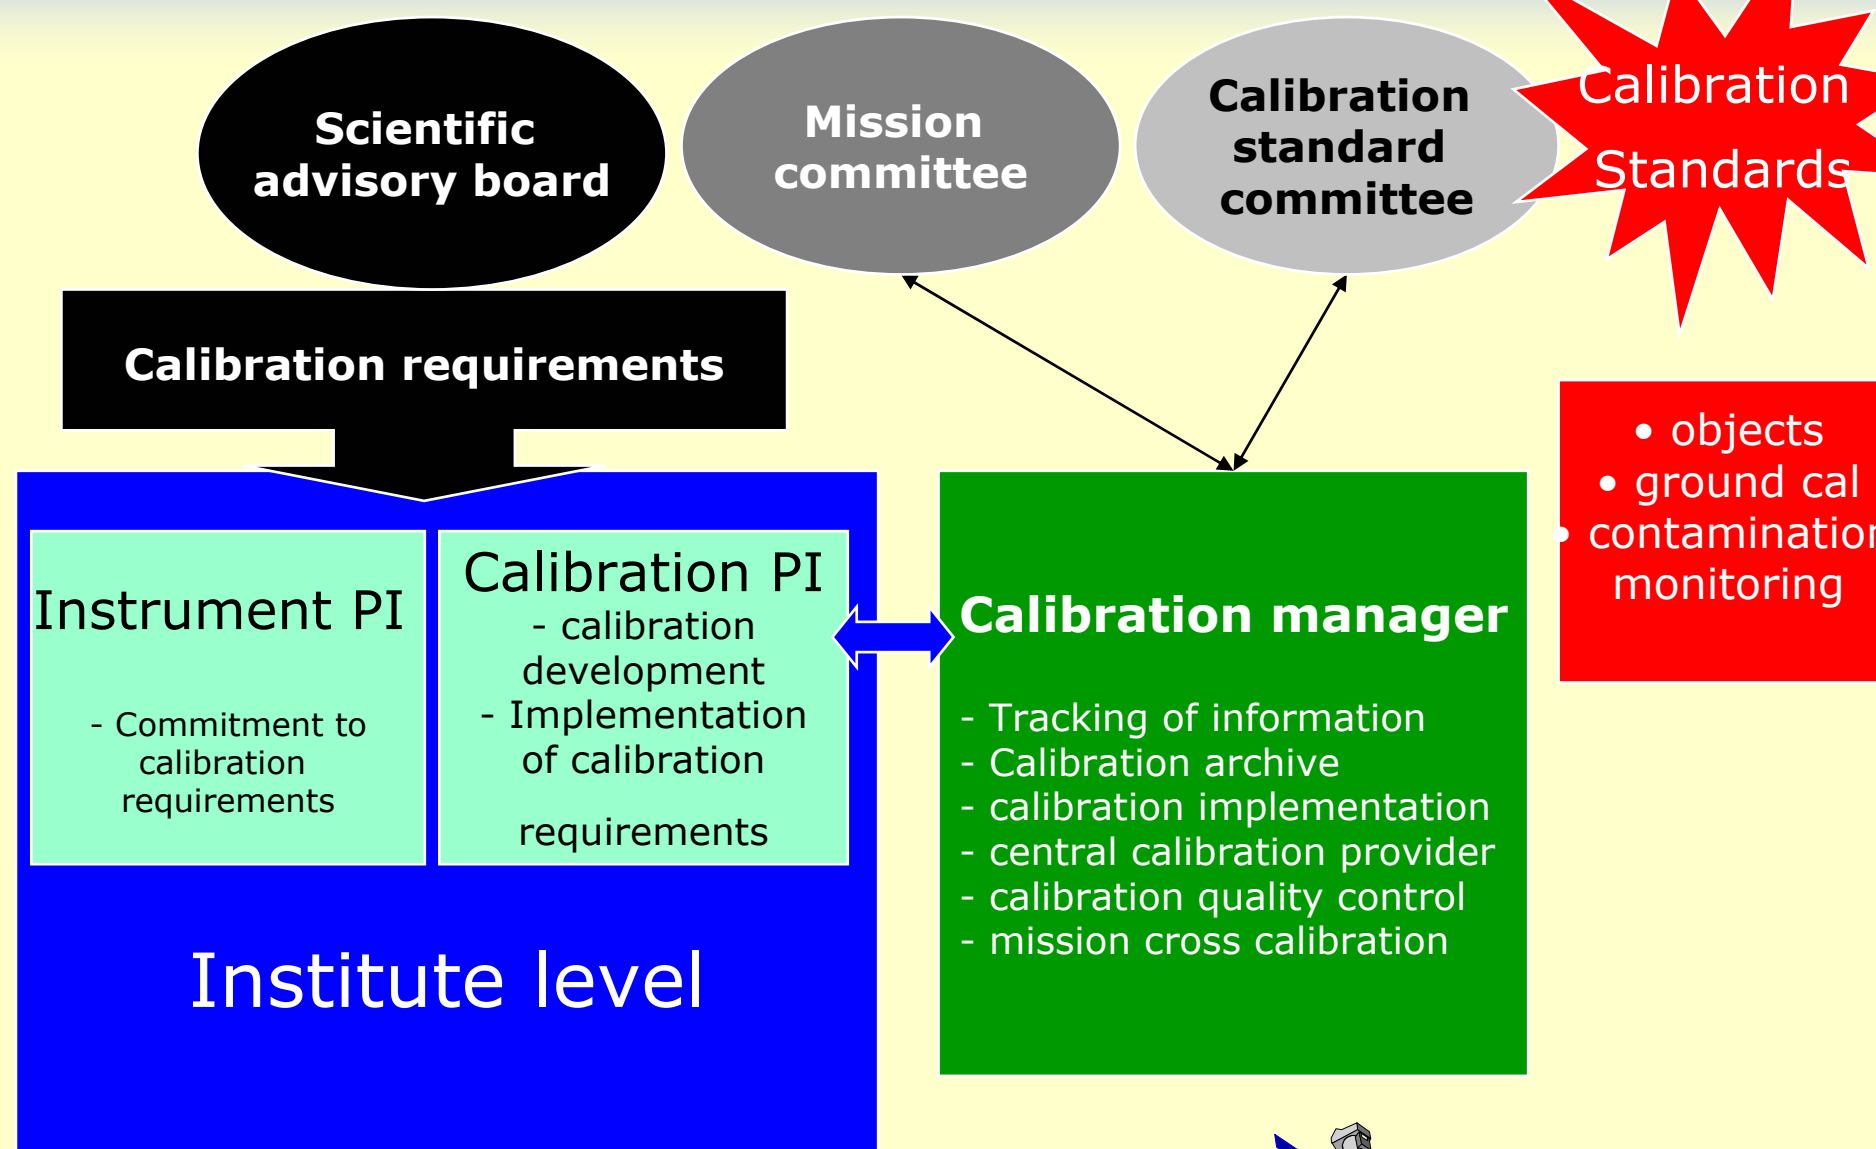 Scientific
advisory board
Mission
committee
Calibration
standard
committee
Calibration
Standards
Calibration requirements
• objects
• ground cal
• contamination
monitoring
Instrument PI
- Commitment to
calibration
requirements
Calibration PI
- calibration
development
- Implementation
of calibration
requirements
Institute level
Calibration manager
- Tracking of information
- Calibration archive
- calibration implementation
- central calibration provider
- calibration quality control
- mission cross calibration